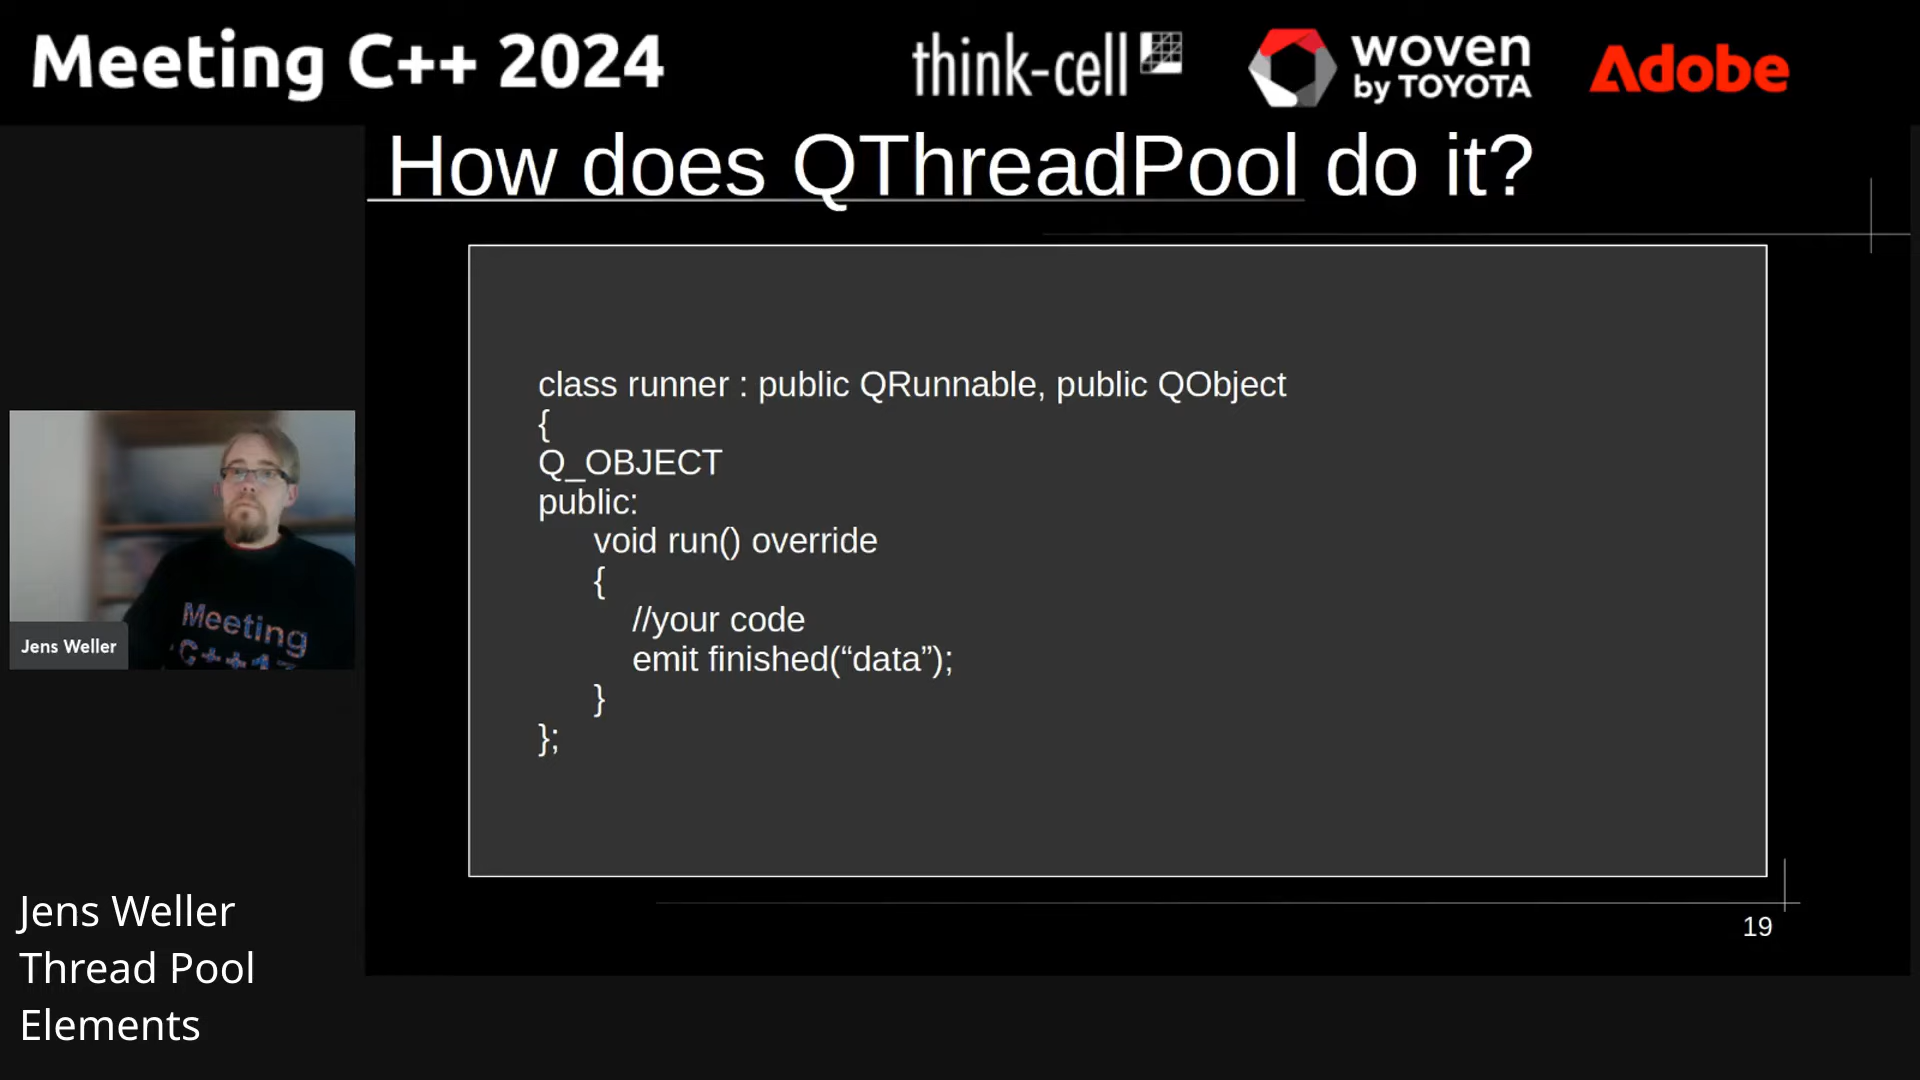 Meeting C++ 2024
think-cell
woven
by TOYOTA
Adobe
How does QThreadPool do it?
class runner : public QRunnable, public QObject
{
Q_OBJECT
public:
void run() override
{
//your code
emit finished(“data”);
}
};
19
Meeting
Jens Weller
Jens Weller
Thread Pool
Elements